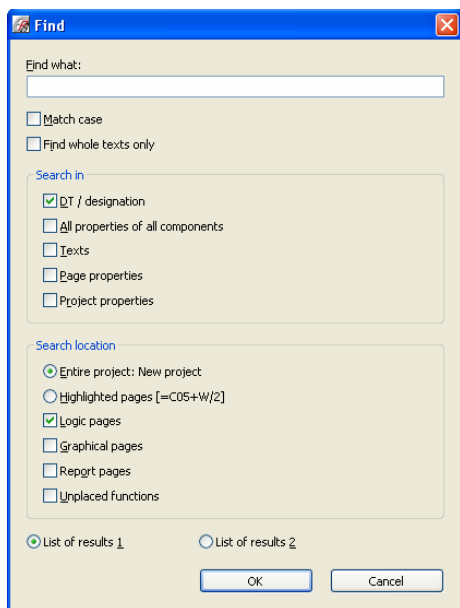 Find
Find what:
Match case
Find whole texts only
Search in
DT / designation
All properties of all components
Texts
Page properties
Project properties
Search location
Entire project: New project
Highlighted pages [=C05+W/2]
Logic pages
Graphical pages
Report pages
Unplaced functions
List of results 1 List of results 2
OK Cancel